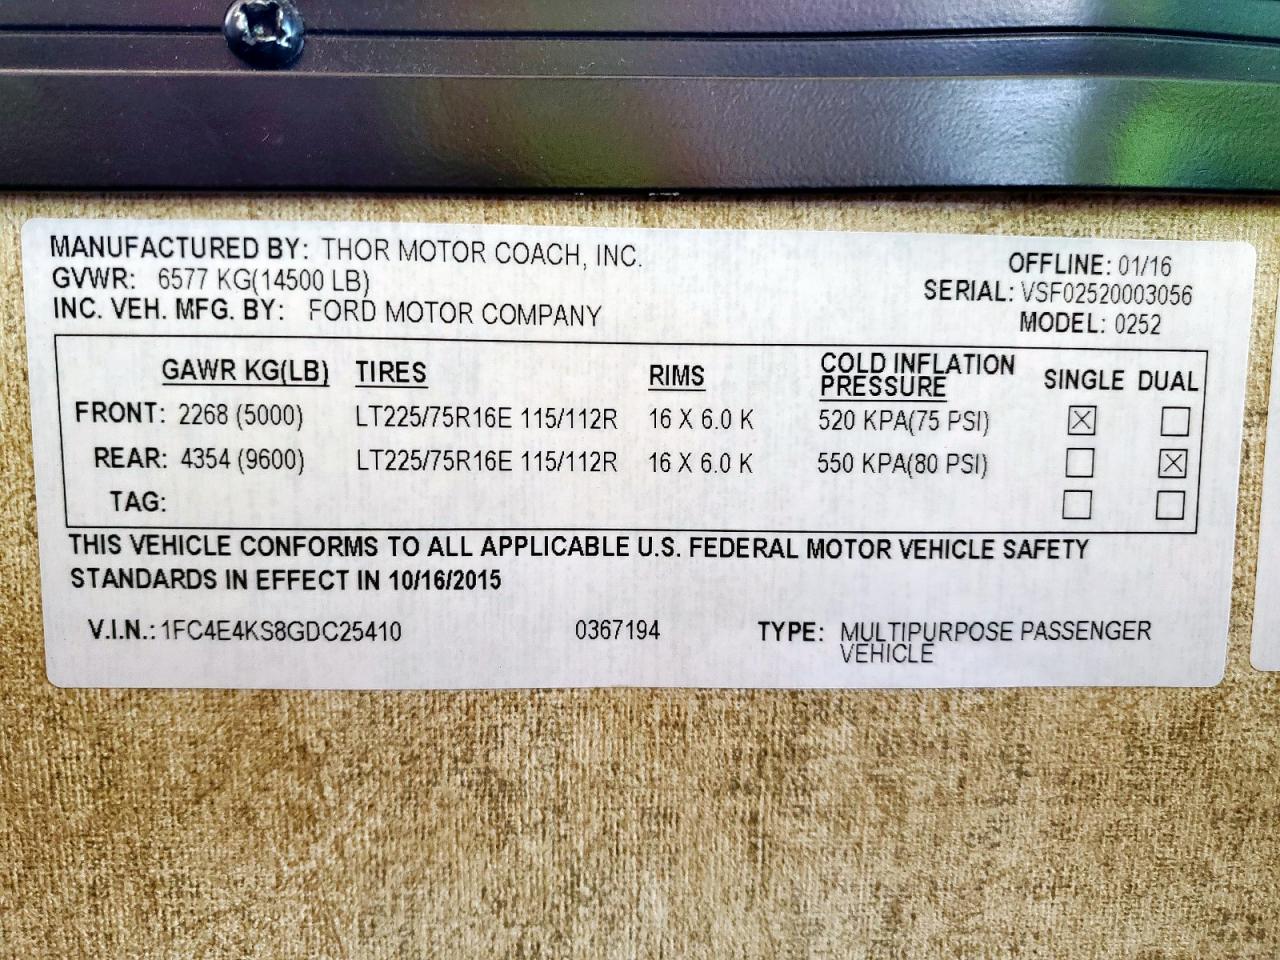 MANUFACTURED BY: THOR MOTOR COACH, INC.
OFFLINE: 01/16
GVWR: 6577 KG(14500 LB)
SERIAL: VSF02520003056
INC. VEH. MFG. BY: FORD MOTOR COMPANY
MODEL: 0252
GAWR KG(LB) TIRES RIMS COLD INFLATION PRESSURE SINGLE DUAL
FRONT: 2268 (5000) LT225/75R16E 115/112R 16 X 6.0 K 520 KPA(75 PSI)
REAR: 4354 (9600) LT225/75R16E 115/112R 16 X 6.0 K 550 KPA(80 PSI)
TAG:
THIS VEHICLE CONFORMS TO ALL APPLICABLE U.S. FEDERAL MOTOR VEHICLE SAFETY
STANDARDS IN EFFECT IN 10/16/2015
V.I.N.: 1FC4E4KS8GDC25410 0367194 TYPE: MULTIPURPOSE PASSENGER
VEHICLE